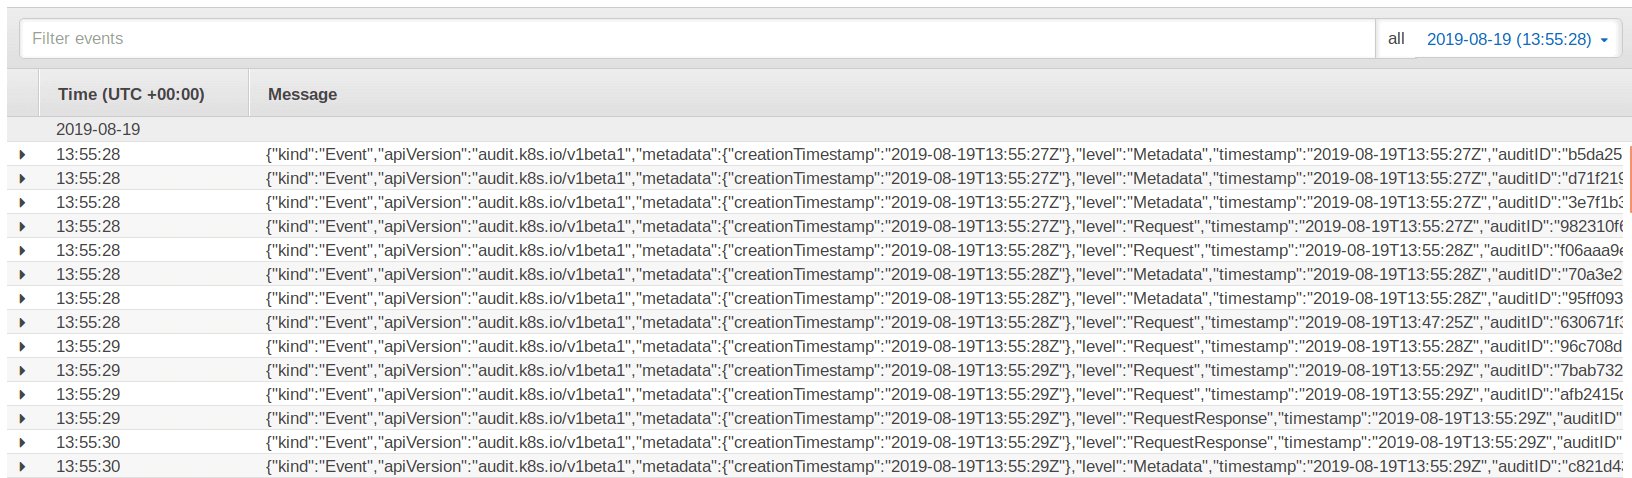 Filter events
all 2019-08-19 (13:55:28)
Time (UTC +00:00) Message
2019-08-19
13:55:28 {"kind":"Event","apiVersion":"audit.k8s.io/v1beta1","metadata":{"creationTimestamp":"2019-08-19T13:55:27Z"},"level":"Metadata","timestamp":"2019-08-19T13:55:27Z","auditID":"b5da25
13:55:28 {"kind":"Event","apiVersion":"audit.k8s.io/v1beta1","metadata":{"creationTimestamp":"2019-08-19T13:55:27Z"},"level":"Metadata","timestamp":"2019-08-19T13:55:27Z","auditID":"d71f219
13:55:28 {"kind":"Event","apiVersion":"audit.k8s.io/v1beta1","metadata":{"creationTimestamp":"2019-08-19T13:55:27Z"},"level":"Metadata","timestamp":"2019-08-19T13:55:27Z","auditID":"3e7f1b3
13:55:28 {"kind":"Event","apiVersion":"audit.k8s.io/v1beta1","metadata":{"creationTimestamp":"2019-08-19T13:55:27Z"},"level":"Request","timestamp":"2019-08-19T13:55:27Z","auditID":"982310f6
13:55:28 {"kind":"Event","apiVersion":"audit.k8s.io/v1beta1","metadata":{"creationTimestamp":"2019-08-19T13:55:28Z"},"level":"Request","timestamp":"2019-08-19T13:55:28Z","auditID":"f06aaa9e
13:55:28 {"kind":"Event","apiVersion":"audit.k8s.io/v1beta1","metadata":{"creationTimestamp":"2019-08-19T13:55:28Z"},"level":"Metadata","timestamp":"2019-08-19T13:55:28Z","auditID":"70a3e2
13:55:28 {"kind":"Event","apiVersion":"audit.k8s.io/v1beta1","metadata":{"creationTimestamp":"2019-08-19T13:55:28Z"},"level":"Metadata","timestamp":"2019-08-19T13:55:28Z","auditID":"95ff093
13:55:28 {"kind":"Event","apiVersion":"audit.k8s.io/v1beta1","metadata":{"creationTimestamp":"2019-08-19T13:55:28Z"},"level":"Request","timestamp":"2019-08-19T13:47:25Z","auditID":"630671f3
13:55:29 {"kind":"Event","apiVersion":"audit.k8s.io/v1beta1","metadata":{"creationTimestamp":"2019-08-19T13:55:28Z"},"level":"Request","timestamp":"2019-08-19T13:55:28Z","auditID":"96c708d
13:55:29 {"kind":"Event","apiVersion":"audit.k8s.io/v1beta1","metadata":{"creationTimestamp":"2019-08-19T13:55:29Z"},"level":"Request","timestamp":"2019-08-19T13:55:29Z","auditID":"7bab732
13:55:29 {"kind":"Event","apiVersion":"audit.k8s.io/v1beta1","metadata":{"creationTimestamp":"2019-08-19T13:55:29Z"},"level":"Request","timestamp":"2019-08-19T13:55:29Z","auditID":"afb2415
13:55:29 {"kind":"Event","apiVersion":"audit.k8s.io/v1beta1","metadata":{"creationTimestamp":"2019-08-19T13:55:29Z"},"level":"RequestResponse","timestamp":"2019-08-19T13:55:29Z","auditID"
13:55:30 {"kind":"Event","apiVersion":"audit.k8s.io/v1beta1","metadata":{"creationTimestamp":"2019-08-19T13:55:29Z"},"level":"RequestResponse","timestamp":"2019-08-19T13:55:29Z","auditID"
13:55:30 {"kind":"Event","apiVersion":"audit.k8s.io/v1beta1","metadata":{"creationTimestamp":"2019-08-19T13:55:29Z"},"level":"Metadata","timestamp":"2019-08-19T13:55:29Z","auditID":"c821d43